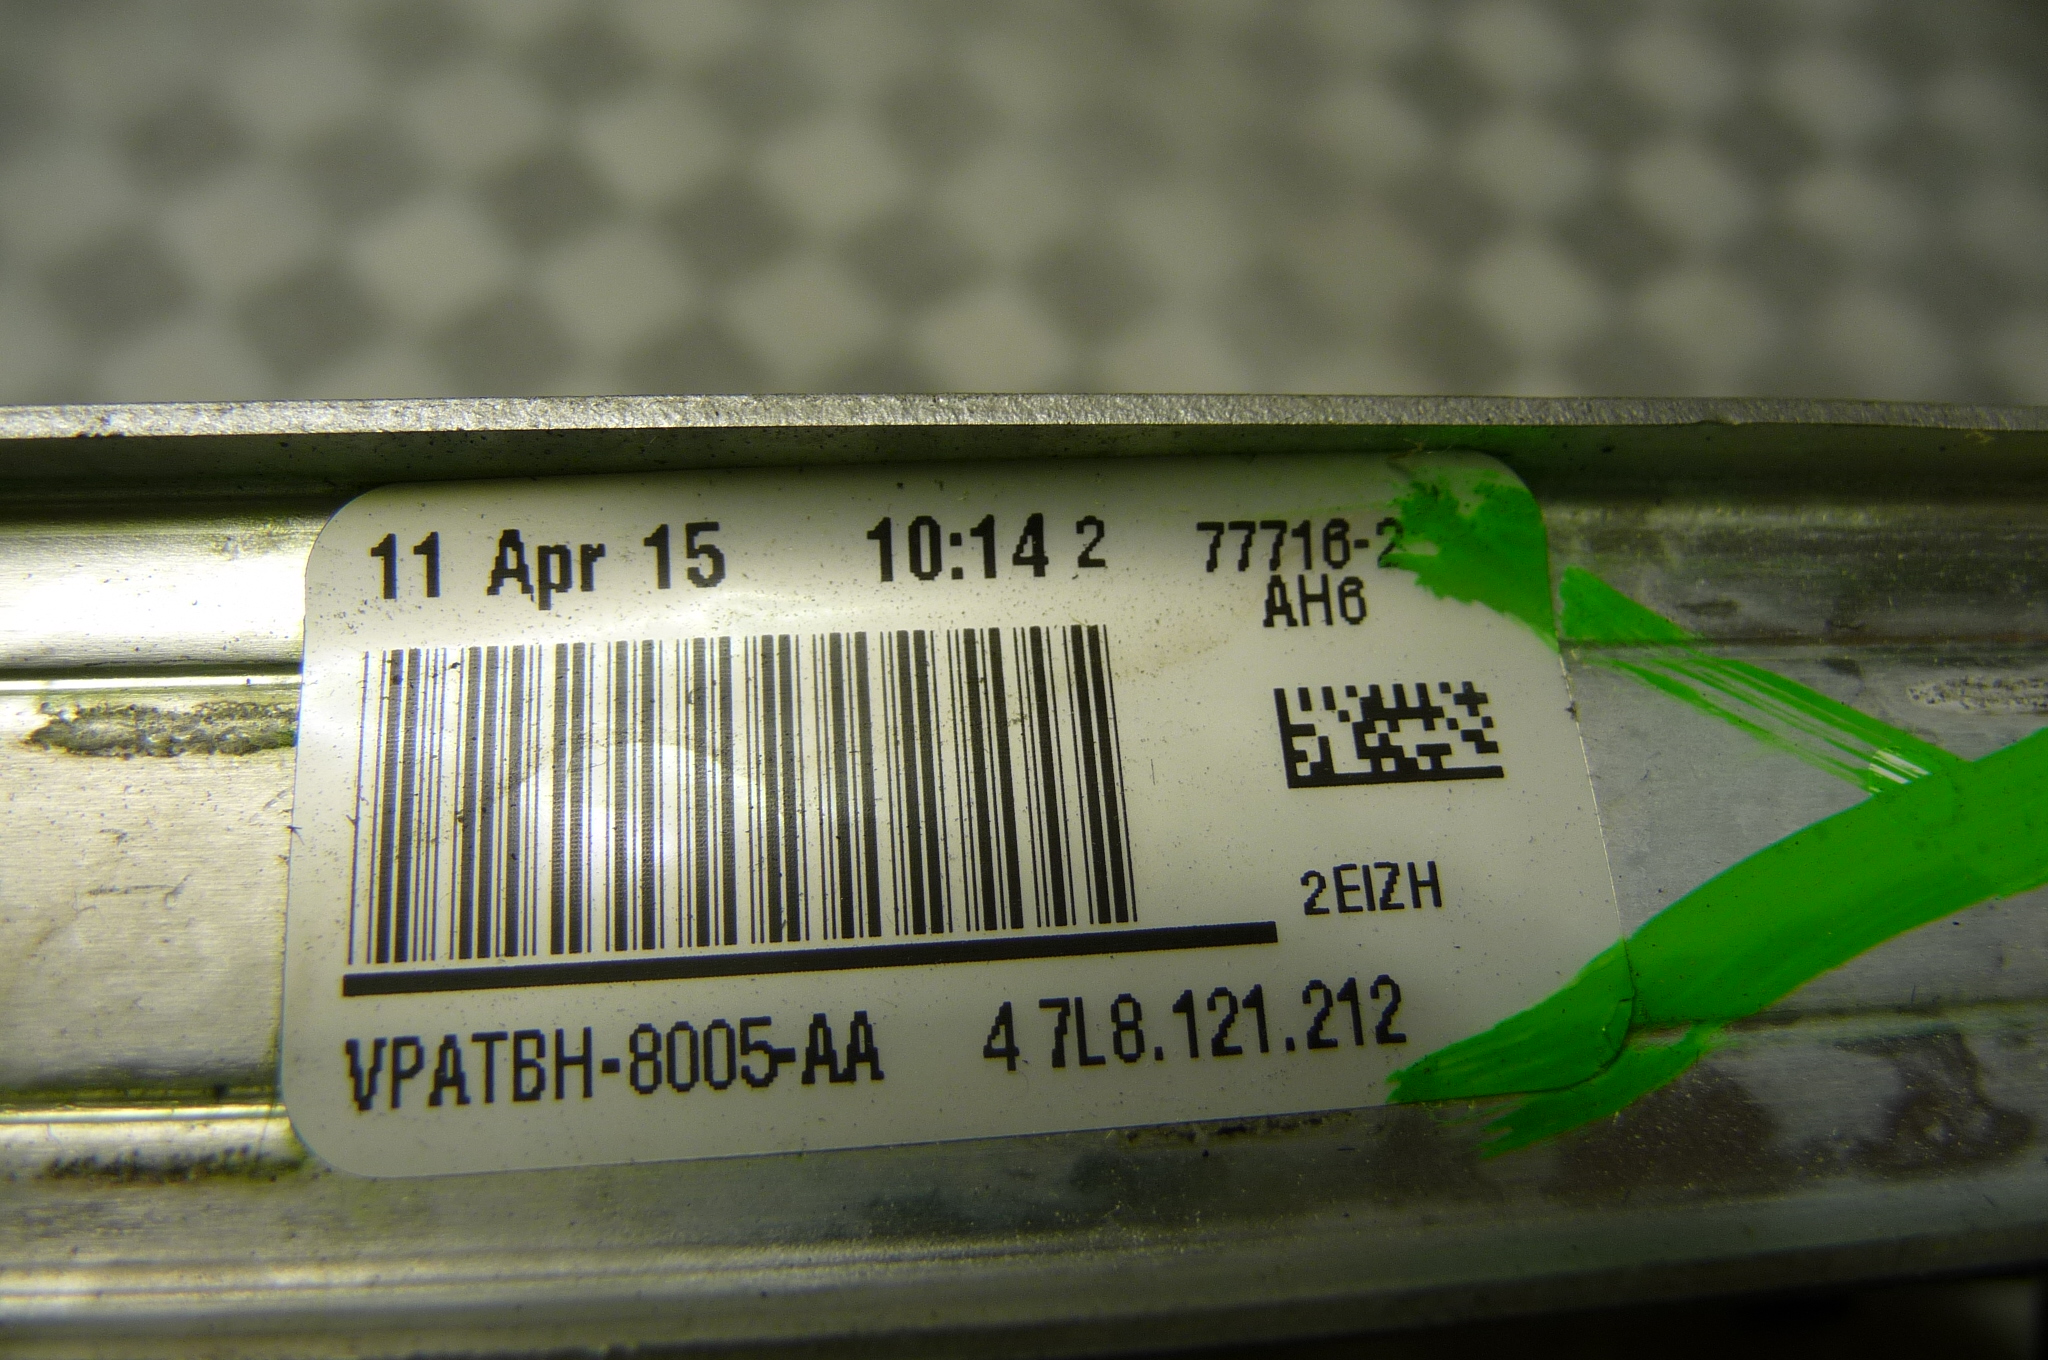 11 Apr 15 10:14 2 77716-2
AH6
2EIZH
VPATBH-8005-AA 4 7L8.121.212